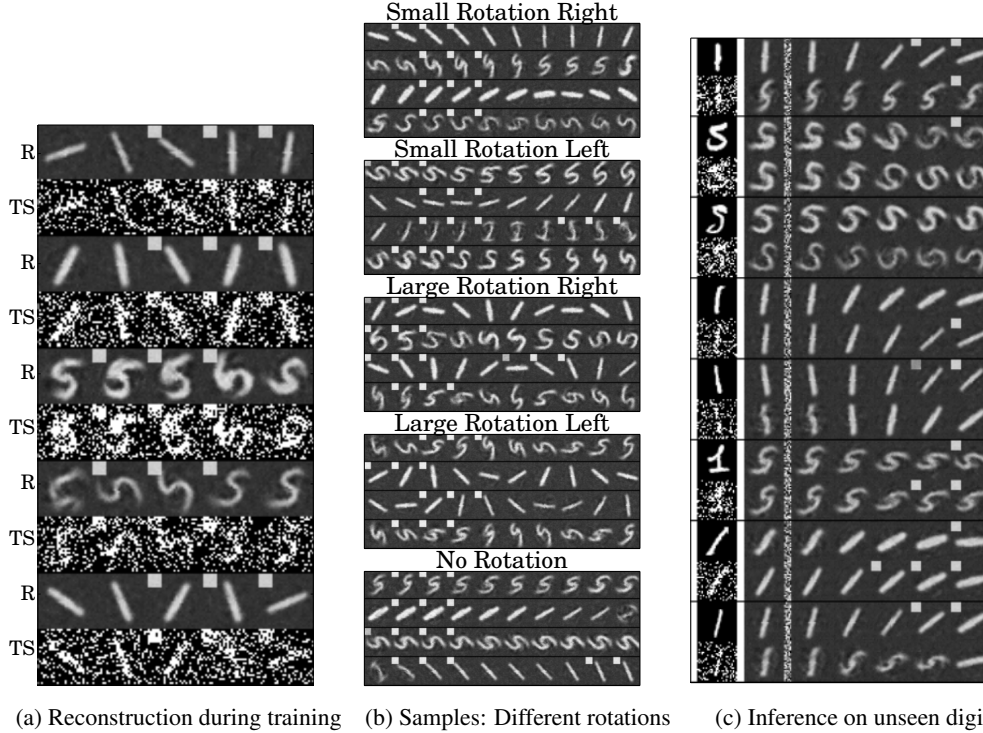 Small Rotation Right
Small Rotation Left
Large Rotation Right
Large Rotation Left
No Rotation
R
TS
R
TS
R
TS
R
TS
R
TS
(a) Reconstruction during training
(b) Samples: Different rotations
(c) Inference on unseen digi